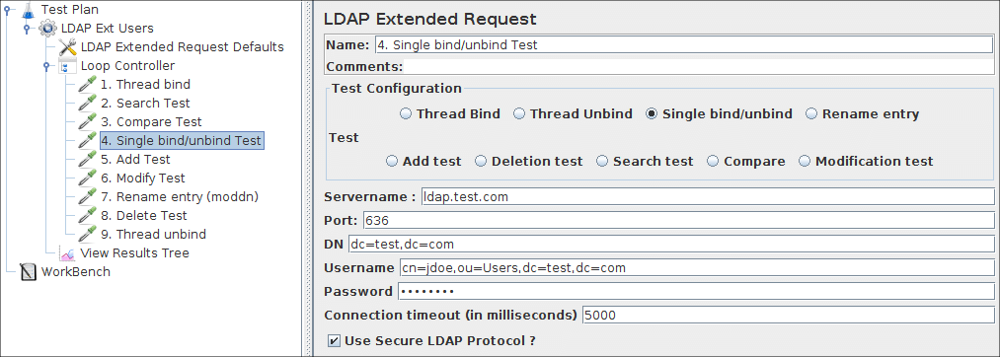 Test Plan
LDAP Ext Users
LDAP Extended Request Defaults
Loop Controller
1. Thread bind
2. Search Test
3. Compare Test
4. Single bind/unbind Test
5. Add Test
6. Modify Test
7. Rename entry (moddn)
8. Delete Test
9. Thread unbind
View Results Tree
WorkBench
LDAP Extended Request
Name: 4. Single bind/unbind Test
Comments:
Test Configuration
Thread Bind Thread Unbind Single bind/unbind Rename entry
Test
Add test Deletion test Search test Compare Modification test
Servername : ldap.test.com
Port: 636
DN dc=test,dc=com
Username cn=jdoe,ou=Users,dc=test,dc=com
Password ••••••••
Connection timeout (in milliseconds) 5000
Use Secure LDAP Protocol ?